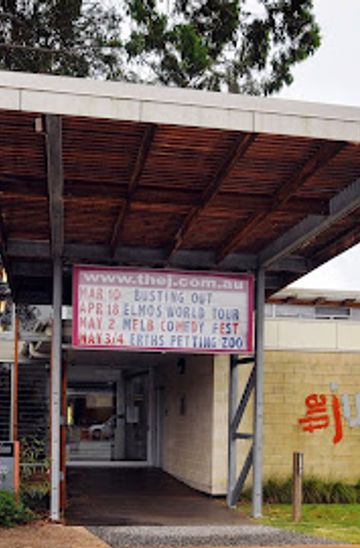 www.thej.com.au
MAR 10 BUSTING OUT
APR 18 ELMOS WORLD TOUR
MAY 2 MELB COMEDY FEST
MAY 3/4 ERTHS PETTING ZOO
the ju